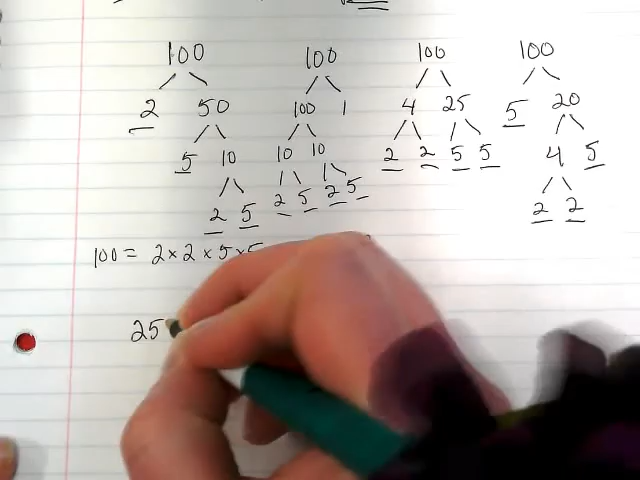 100 100 100 100
2 50 100 1 4 25 5 20
5 10 10 10 2 2 5 5 4 5
2 5 2 5 2 5 2 2
100 = 2 × 2 × 5 × 5
25